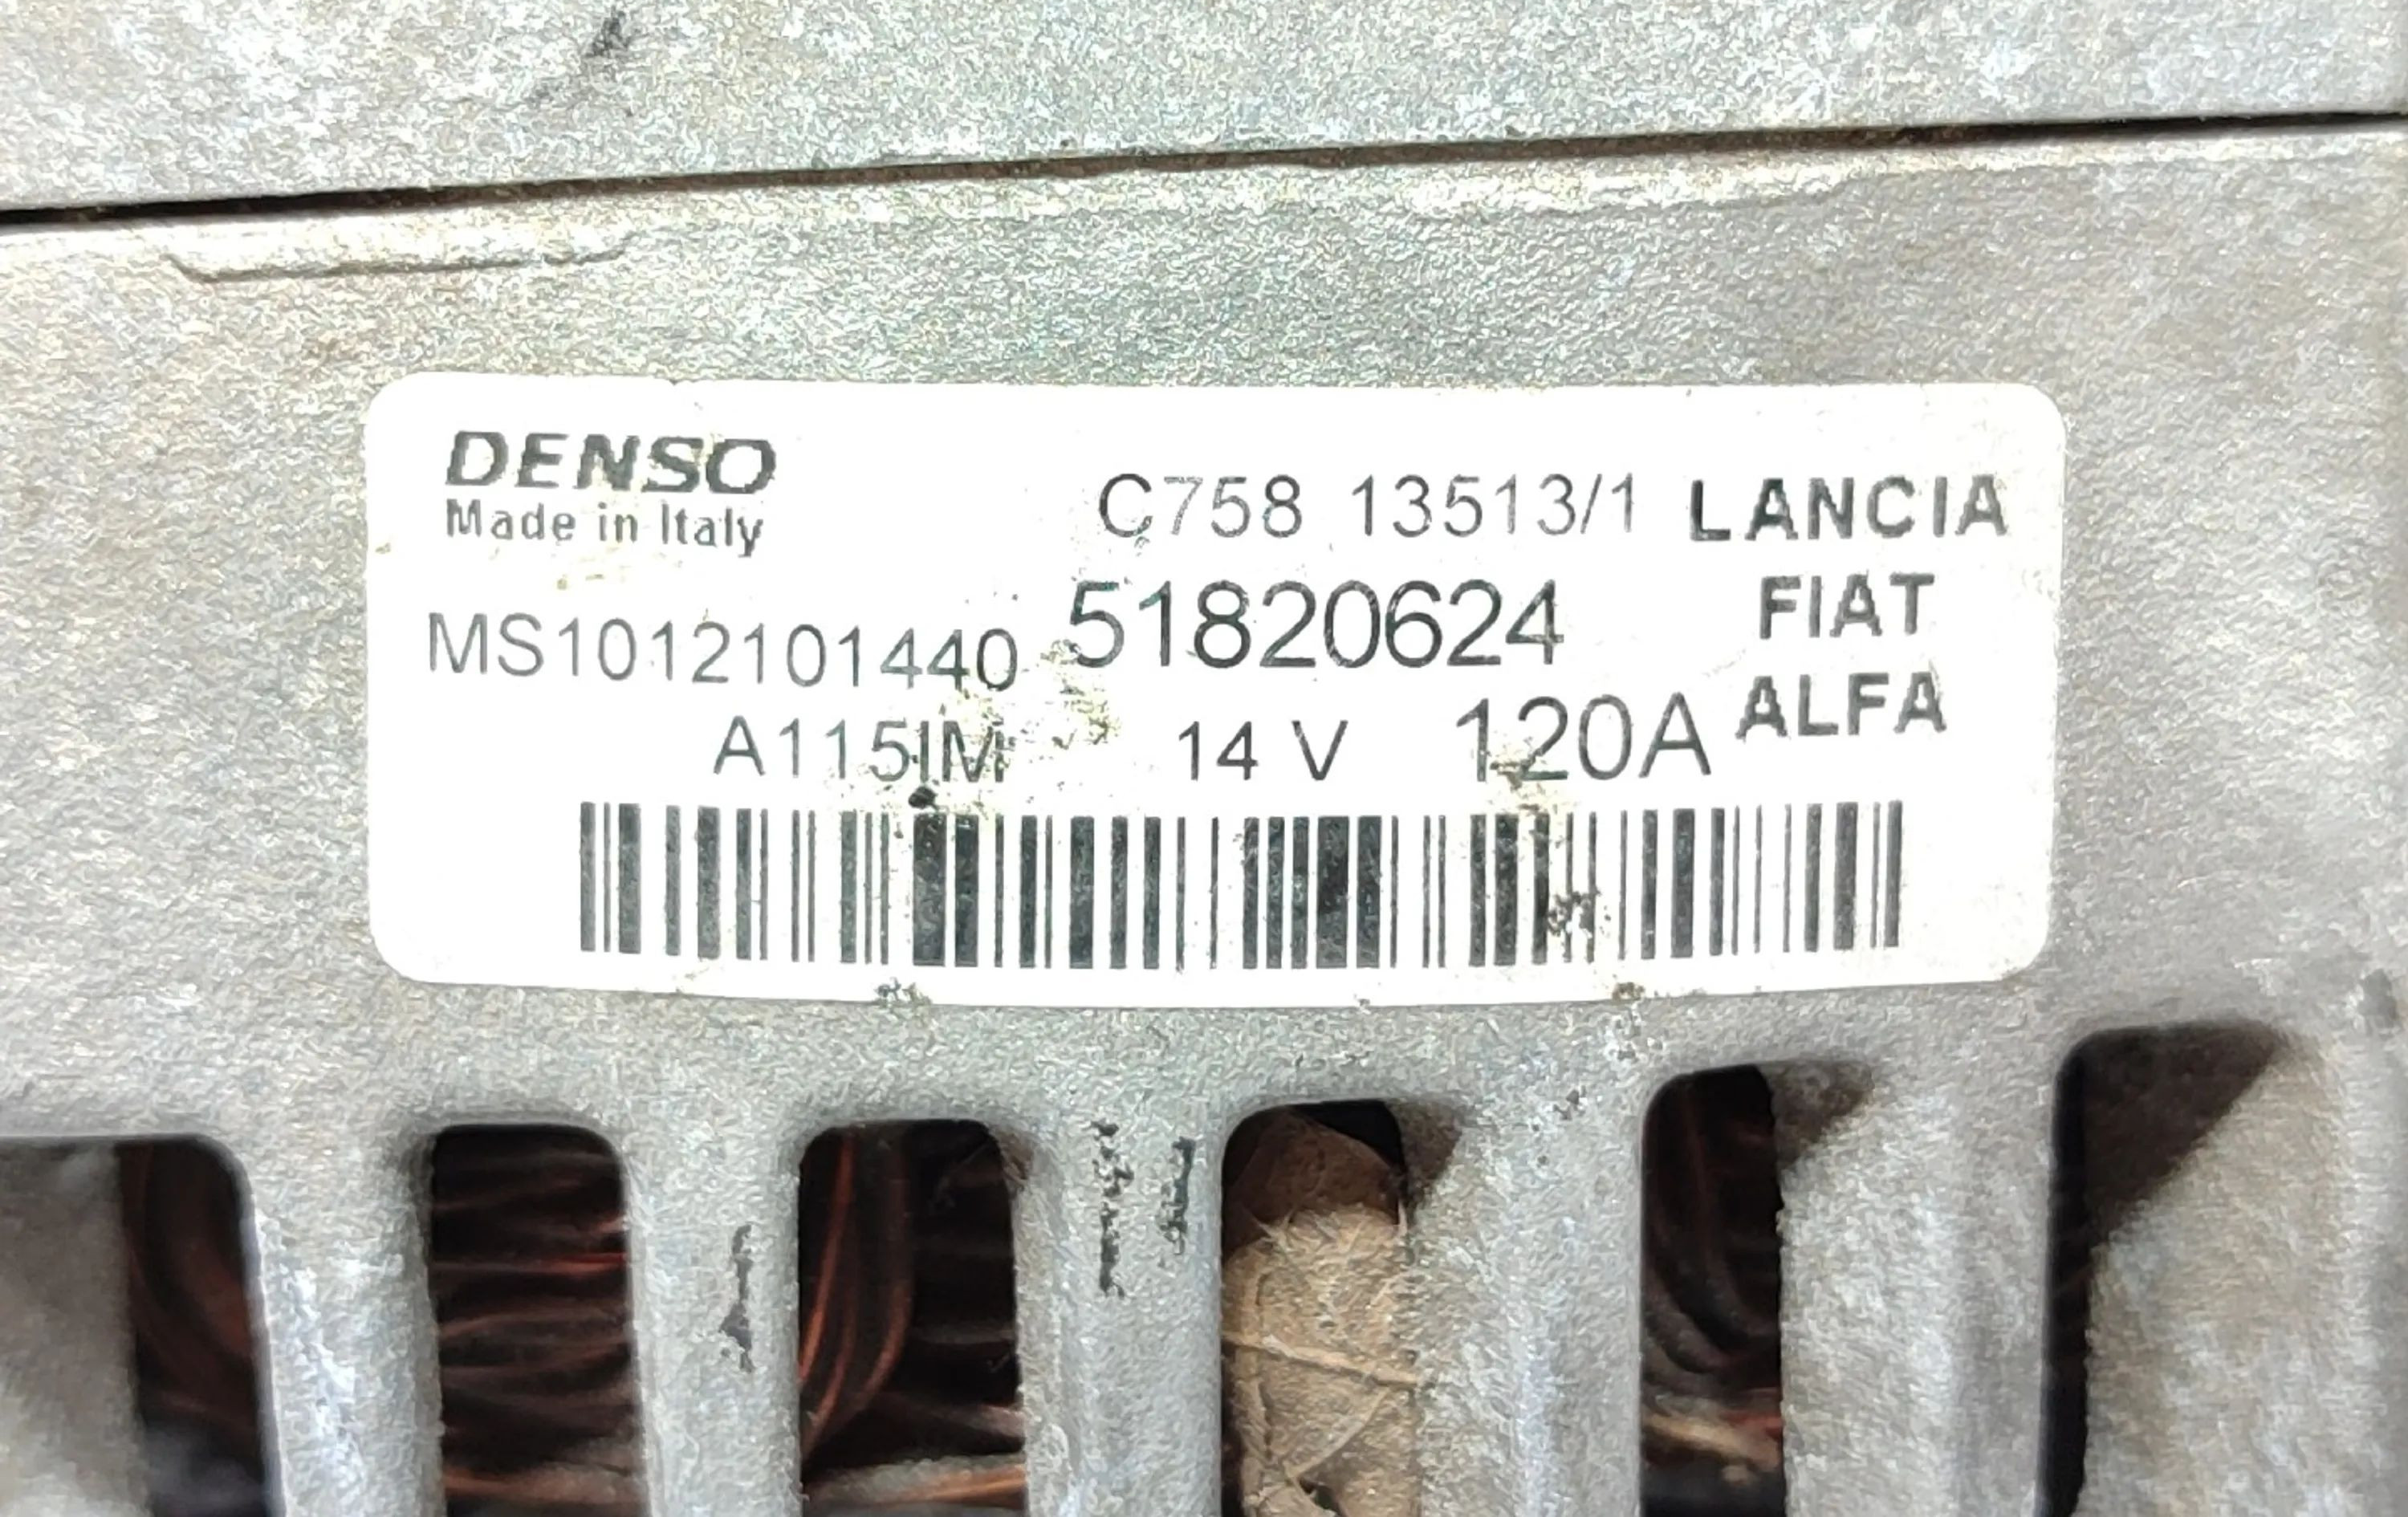 DENSO
Made in Italy
C758 13513/1
LANCIA
MS1012101440
51820624
FIAT
A115IM
14 V
120A
ALFA